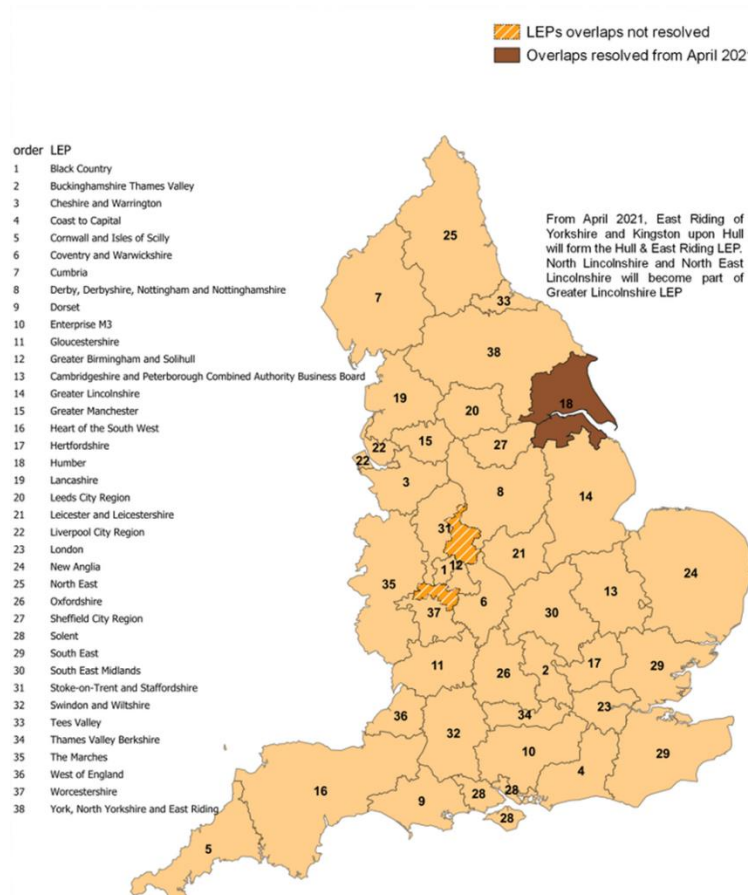 LEPs overlaps not resolved
Overlaps resolved from April 2021
order LEP
1 Black Country
2 Buckinghamshire Thames Valley
3 Cheshire and Warrington
4 Coast to Capital
5 Cornwall and Isles of Scilly
6 Coventry and Warwickshire
7 Cumbria
8 Derby, Derbyshire, Nottingham and Nottinghamshire
9 Dorset
10 Enterprise M3
11 Gloucestershire
12 Greater Birmingham and Solihull
13 Cambridgeshire and Peterborough Combined Authority Business Board
14 Greater Lincolnshire
15 Greater Manchester
16 Heart of the South West
17 Hertfordshire
18 Humber
19 Lancashire
20 Leeds City Region
21 Leicester and Leicestershire
22 Liverpool City Region
23 London
24 New Anglia
25 North East
26 Oxfordshire
27 Sheffield City Region
28 Solent
29 South East
30 South East Midlands
31 Stoke-on-Trent and Staffordshire
32 Swindon and Wiltshire
33 Tees Valley
34 Thames Valley Berkshire
35 The Marches
36 West of England
37 Worcestershire
38 York, North Yorkshire and East Riding
From April 2021, East Riding of
Yorkshire and Kingston upon Hull
will form the Hull & East Riding LEP.
North Lincolnshire and North East
Lincolnshire will become part of
Greater Lincolnshire LEP
25
7
33
38
18
19
20
15
22
22
27
3
8
14
31
21
1
12
24
35
6
13
30
37
11
26
2
17
29
23
36
34
32
10
29
4
16
9
28
28
28
5